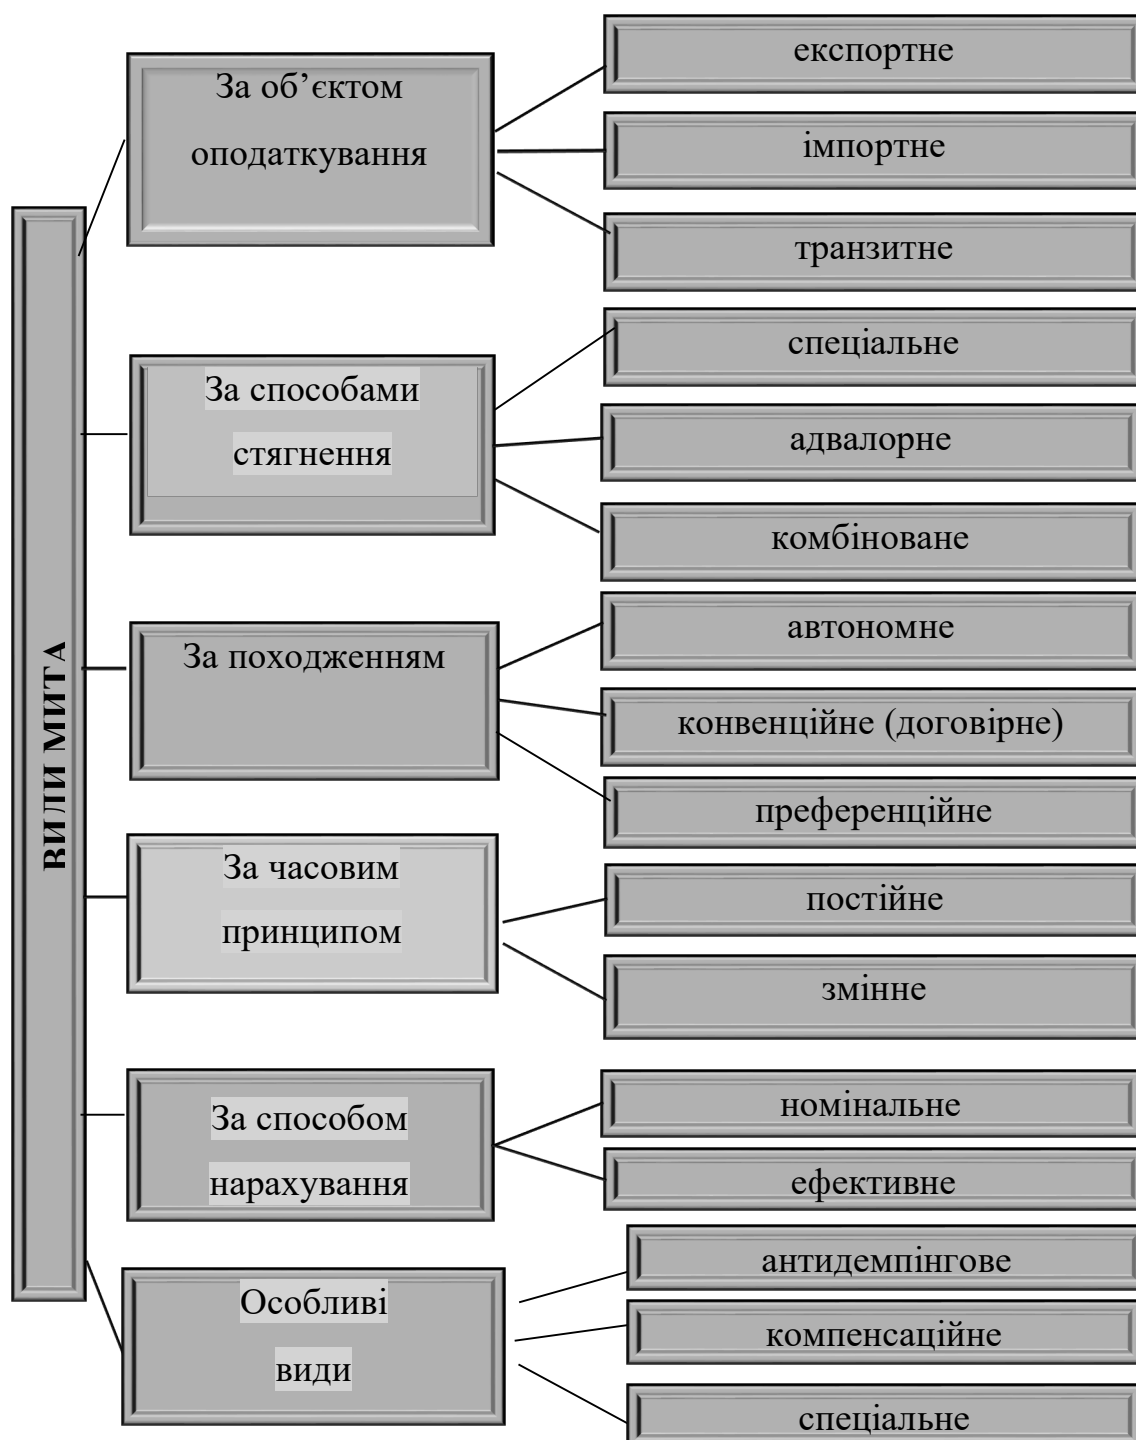 ВИЛИ МИТА
За об’єктом
оподаткування
експортне
імпортне
транзитне
За способами
стягнення
спеціальне
адвалорне
комбіноване
За походженням
автономне
конвенційне (договірне)
преференційне
За часовим
принципом
постійне
змінне
За способом
нарахування
номінальне
ефективне
Особливі
види
антидемпінгове
компенсаційне
спеціальне